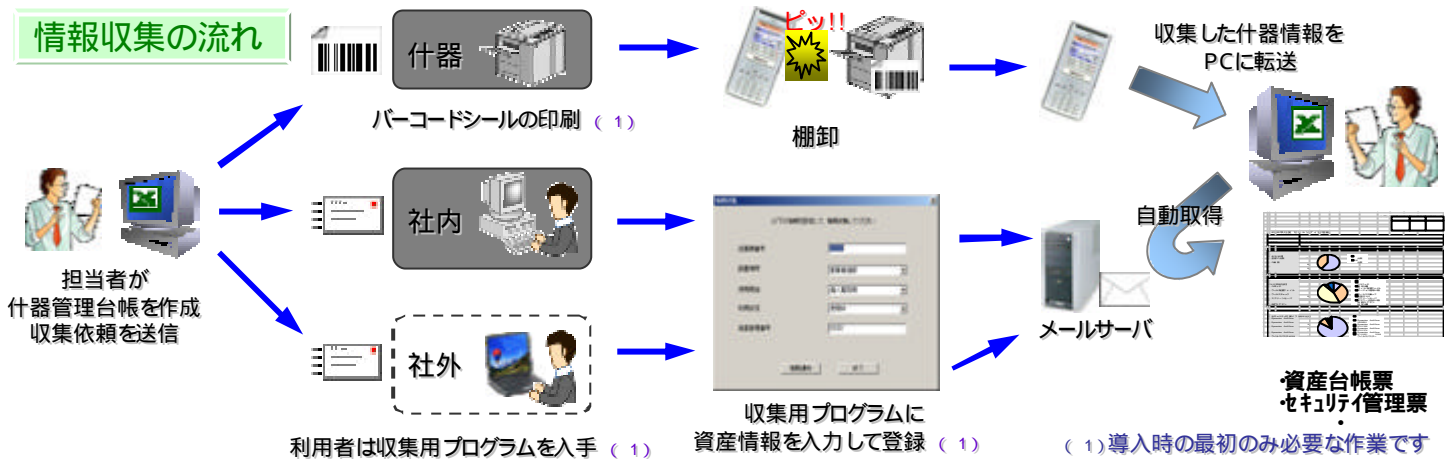 情報収集の流れ
什器
バーコードシールの印刷 ( 1)
ピッ!!
棚卸
収集した什器情報を
PCに転送
担当者が
什器管理台帳を作成
収集依頼を送信
社内
社外
利用者は収集用プログラムを入手 ( 1)
収集用プログラムに
資産情報を入力して登録 ( 1)
自動取得
メールサーバ
・資産台帳票
・セキュリティ管理票
・
( 1)導入時の最初のみ必要な作業です